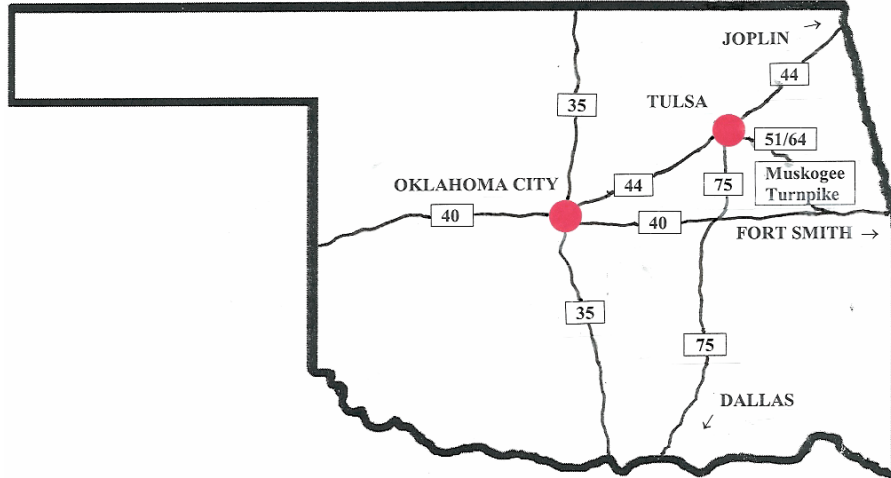 JOPLIN →
44
35
TULSA
51/64
Muskogee
Turnpike
OKLAHOMA CITY
44
75
40
40
FORT SMITH →
35
75
DALLAS
↙